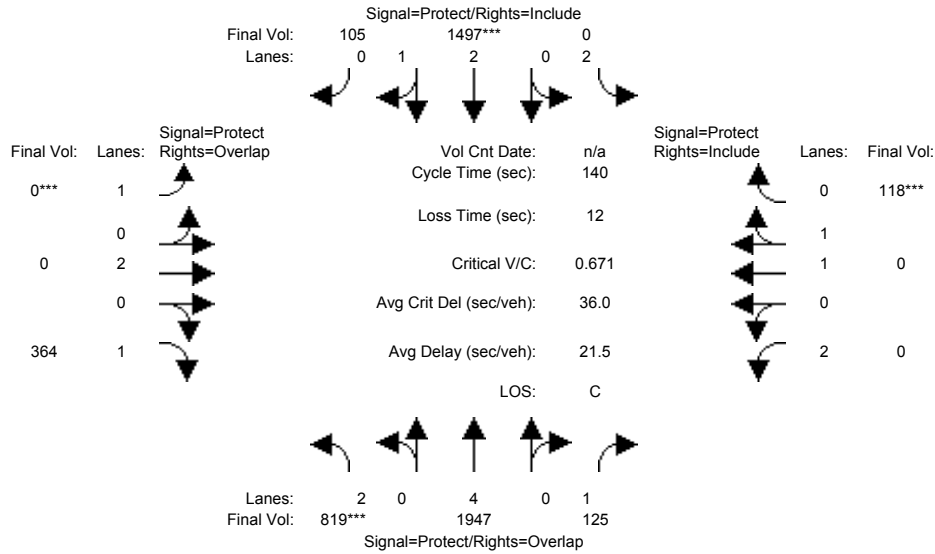 Signal=Protect/Rights=Include
Final Vol: 105 1497*** 0
Lanes: 0 1 2 0 2
Signal=Protect
Final Vol: Lanes: Rights=Overlap
Vol Cnt Date: n/a
Signal=Protect
Rights=Include Lanes: Final Vol:
Cycle Time (sec): 140
0*** 1
0 118***
Loss Time (sec): 12
0
1
0 2
Critical V/C: 0.671
1 0
0
Avg Crit Del (sec/veh): 36.0
0
364 1
Avg Delay (sec/veh): 21.5
2 0
LOS: C
Lanes: 2 0 4 0 1
Final Vol: 819*** 1947 125
Signal=Protect/Rights=Overlap